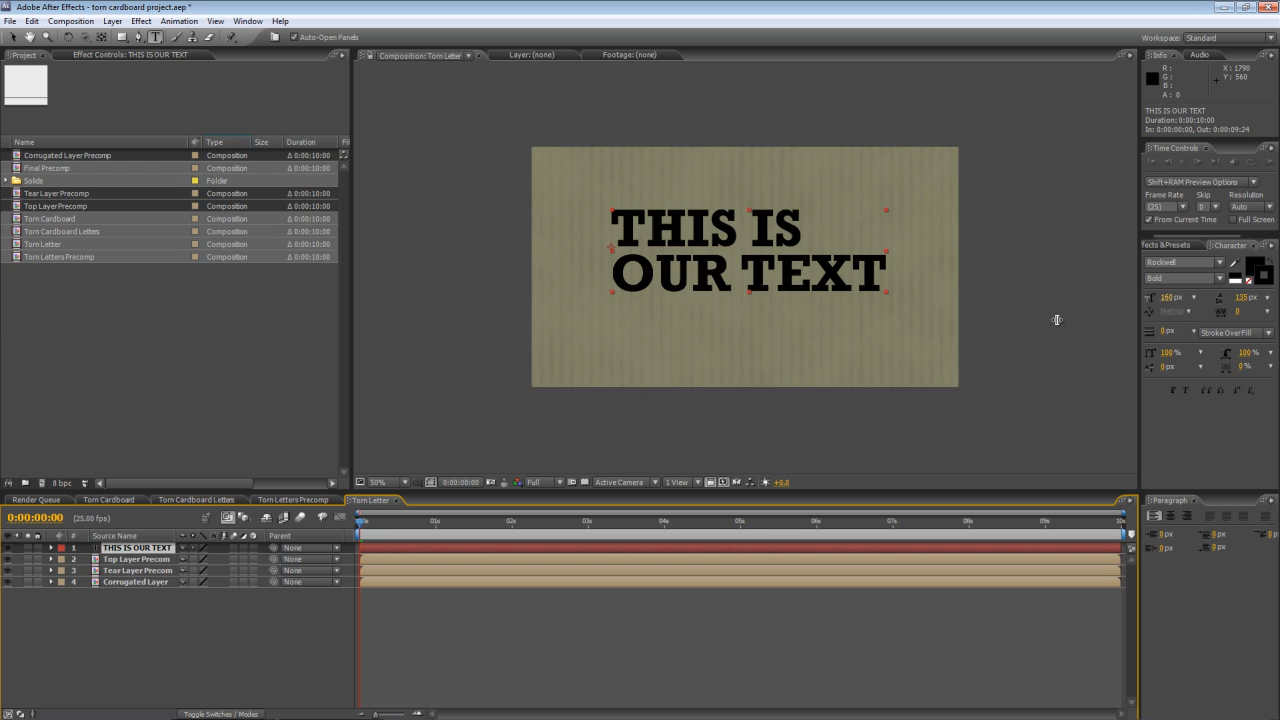 Adobe After Effects - torn cardboard project.aep *
File Edit Composition Layer Effect Animation View Window Help
Auto-Open Panels
Workspace: Standard
Project Effect Controls: THIS IS OUR TEXT
Composition: Torn Letter Layer: (none) Footage: (none)
Info Audio
R : X : 1790
G : Y : 560
B :
A : 0
THIS IS OUR TEXT
Duration: 0:00:10:00
In: 0:00:00:00, Out: 0:00:09:24
Name Type Size Duration Fil
Corrugated Layer Precomp Composition Δ 0:00:10:00
Final Precomp Composition Δ 0:00:10:00
Solids Folder
Tear Layer Precomp Composition Δ 0:00:10:00
Top Layer Precomp Composition Δ 0:00:10:00
Torn Cardboard Composition Δ 0:00:10:00
Torn Cardboard Letters Composition Δ 0:00:10:00
Torn Letter Composition Δ 0:00:10:00
Torn Letters Precomp Composition Δ 0:00:10:00
THIS IS
OUR TEXT
Time Controls
Shift+RAM Preview Options
Frame Rate Skip Resolution
(25) 0 Auto
From Current Time Full Screen
fects & Presets Character
Rockwell
Bold
160 px 135 px
Metrics 0
0 px Stroke Over Fill
100 % 100 %
0 px 0 %
8 bpc
50% 0:00:00:00 Full Active Camera 1 View +0.0
Render Queue Torn Cardboard Torn Cardboard Letters Torn Letters Precomp Torn Letter
0:00:00:00 (25.00 fps)
01s 02s 03s 04s 05s 06s 07s 08s 09s 10s
# Source Name Parent
1 THIS IS OUR TEXT None
2 Top Layer Precom None
3 Tear Layer Precom None
4 Corrugated Layer None
Toggle Switches / Modes
Paragraph
0 px 0 px 0 p
0 px 0 px